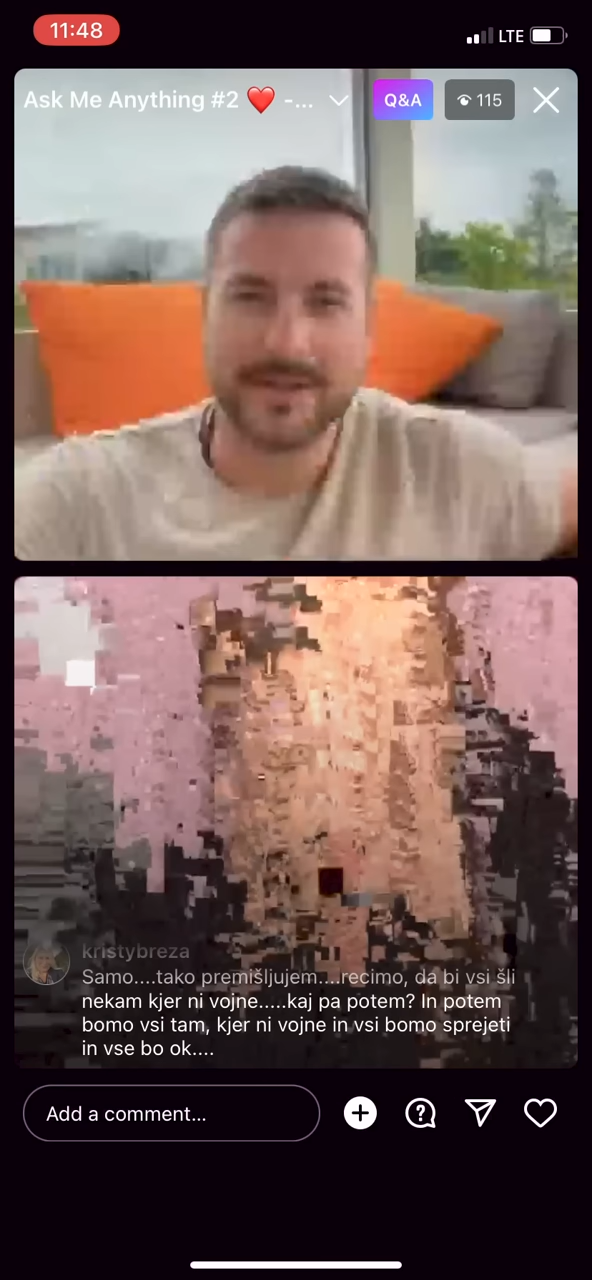 11:48
LTE
Ask Me Anything #2 ❤️ -...
Q&A
115
kristybreza
Samo....tako premišljujem....recimo, da bi vsi šli
nekam kjer ni vojne.....kaj pa potem? In potem
bomo vsi tam, kjer ni vojne in vsi bomo sprejeti
in vse bo ok....
Add a comment...